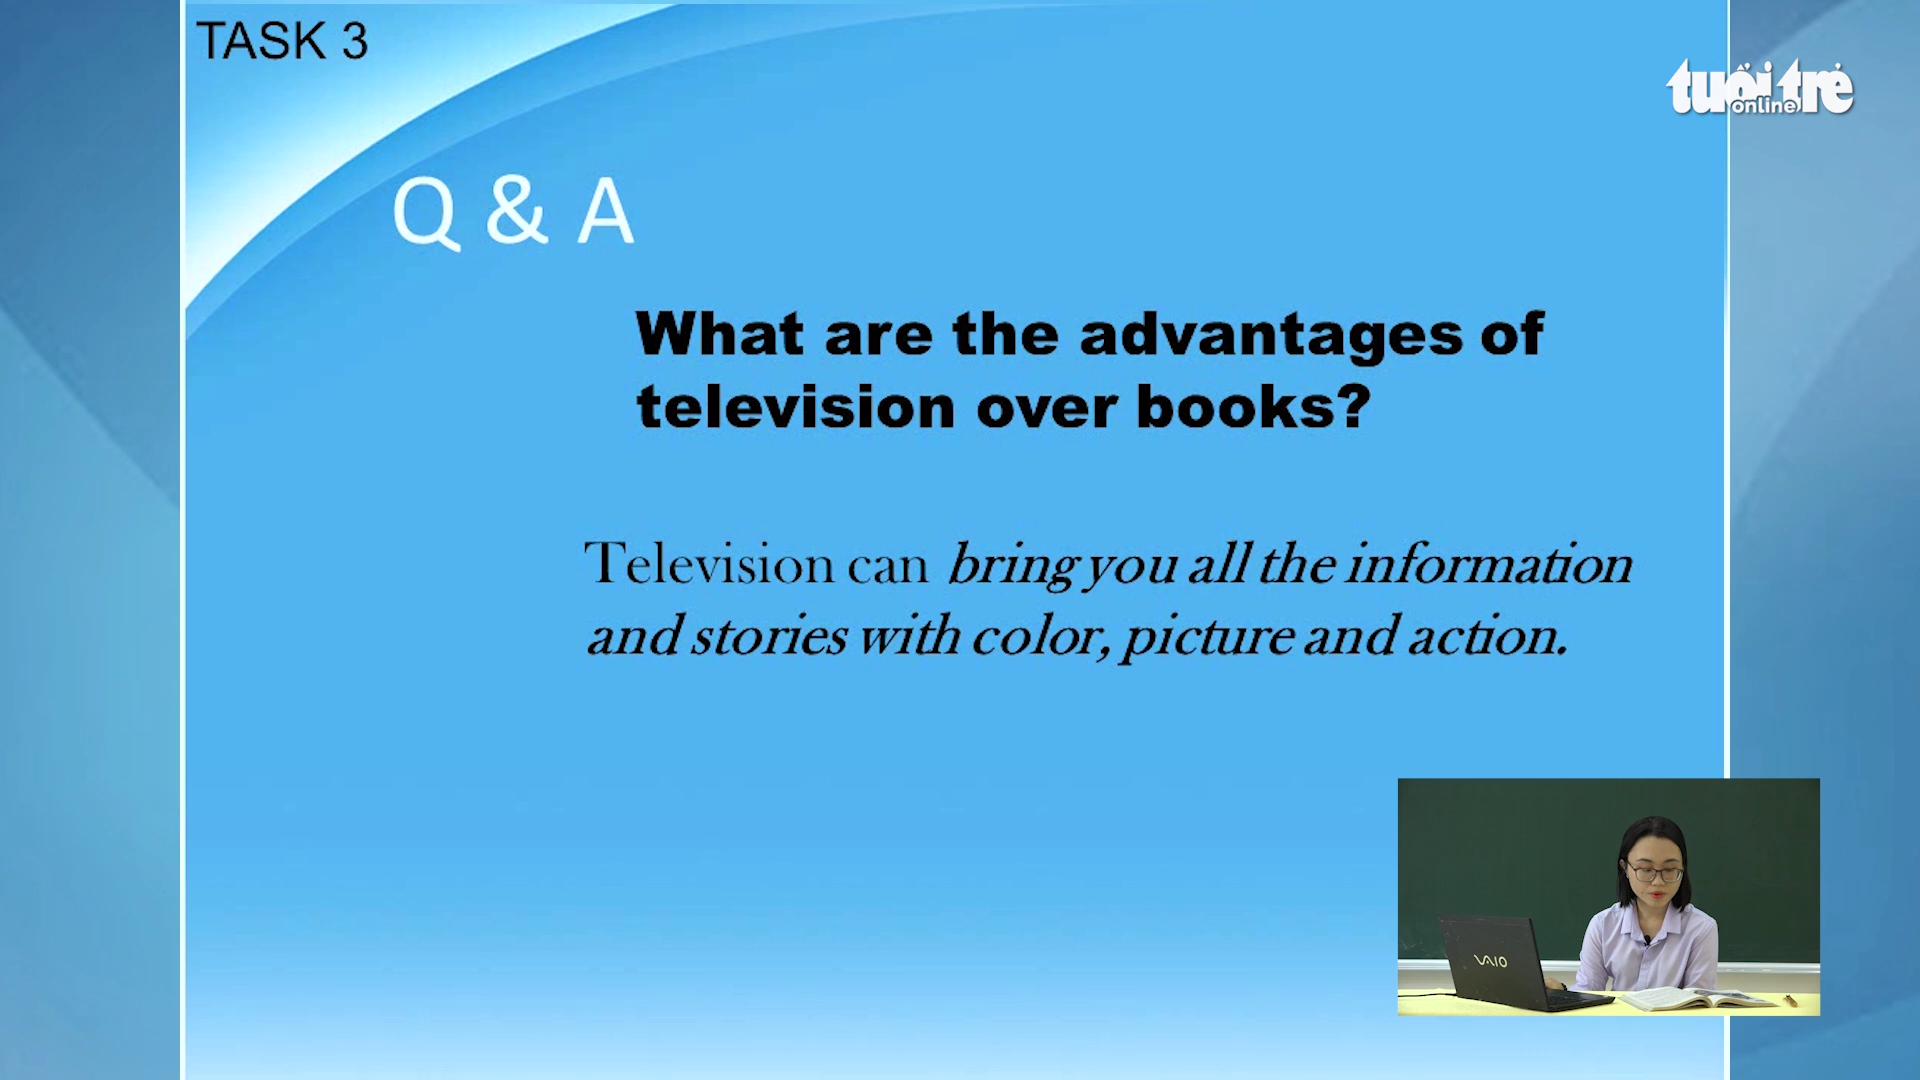 TASK 3
tuổi trẻ
online
Q & A
What are the advantages of
television over books?
Television can bring you all the information
and stories with color, picture and action.
VAIO